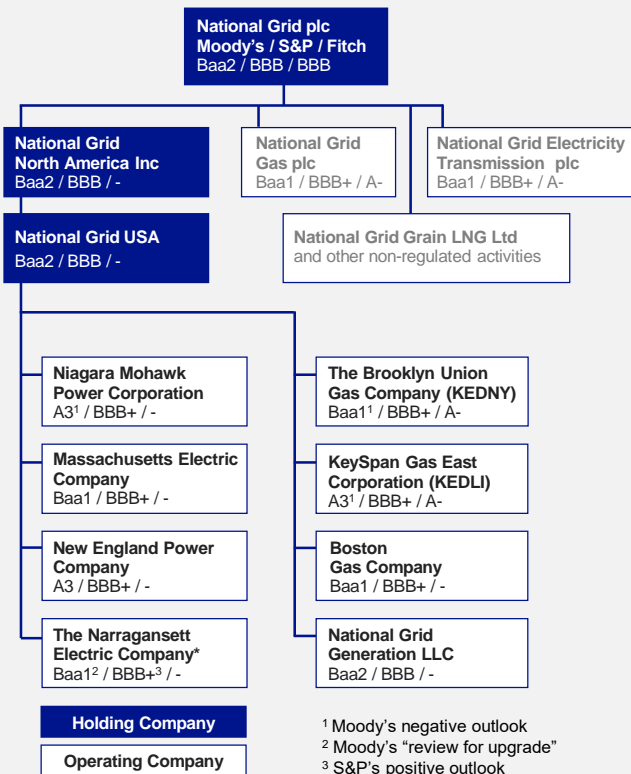 National Grid plc
Moody's / S&P / Fitch
Baa2 / BBB / BBB
National Grid
North America Inc
Baa2 / BBB / -
National Grid
Gas plc
Baa1 / BBB+ / A-
National Grid Electricity
Transmission plc
Baa1 / BBB+ / A-
National Grid USA
Baa2 / BBB / -
National Grid Grain LNG Ltd
and other non-regulated activities
Niagara Mohawk
Power Corporation
A3¹ / BBB+ / -
The Brooklyn Union
Gas Company (KEDNY)
Baa1¹ / BBB+ / A-
Massachusetts Electric
Company
Baa1 / BBB+ / -
KeySpan Gas East
Corporation (KEDLI)
A3¹ / BBB+ / A-
New England Power
Company
A3 / BBB+ / -
Boston
Gas Company
Baa1 / BBB+ / -
The Narragansett
Electric Company*
Baa1² / BBB+³ / -
National Grid
Generation LLC
Baa2 / BBB / -
Holding Company
Operating Company
¹ Moody's negative outlook
² Moody's “review for upgrade”
³ S&P's positive outlook